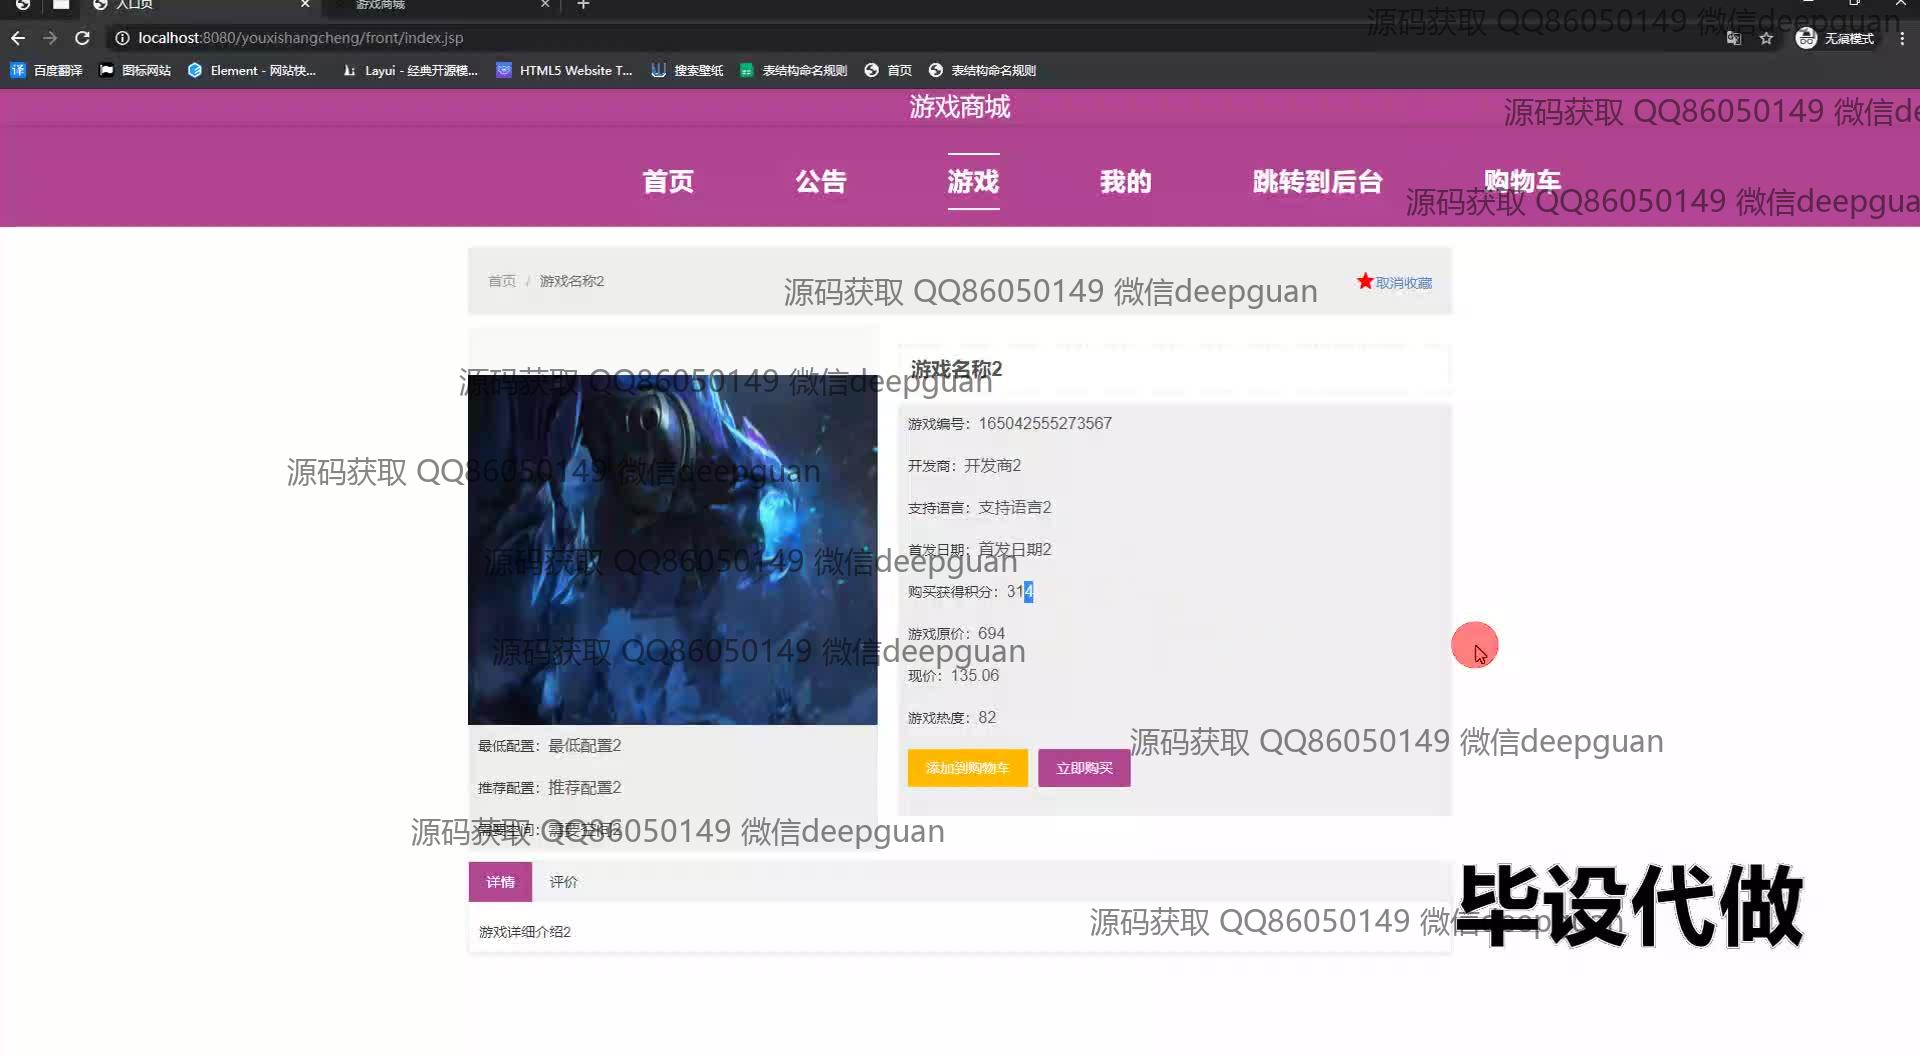 入口页
游戏商城
localhost:8080/youxishangcheng/front/index.jsp
无痕模式
源码获取 QQ86050149 微信deepguan
百度翻译
图标网站
Element - 网站快...
Layui - 经典开源模...
HTML5 Website T...
搜索壁纸
表结构命名规则
首页
表结构命名规则
游戏商城
源码获取 QQ86050149 微信de
首页 公告 游戏 我的 跳转到后台 购物车
源码获取 QQ86050149 微信deepgua
首页 / 游戏名称2
取消收藏
源码获取 QQ86050149 微信deepguan
游戏名称2
源码获取 QQ86050149 微信deepguan
游戏编号：165042555273567
开发商：开发商2
源码获取 QQ86050149 微信deepguan
支持语言：支持语言2
首发日期：首发日期2
源码获取 QQ86050149 微信deepguan
购买获得积分：314
游戏原价：694
源码获取 QQ86050149 微信deepguan
现价：135.06
游戏热度：82
源码获取 QQ86050149 微信deepguan
添加到购物车 立即购买
最低配置：最低配置2
推荐配置：推荐配置2
需要空间：需要空间2
源码获取 QQ86050149 微信deepguan
详情 评价
毕设代做
源码获取 QQ86050149 微信deepguan
游戏详细介绍2